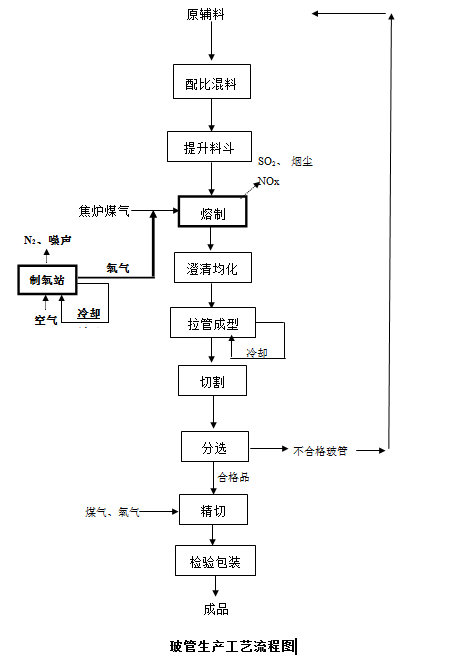 原辅料
配比混料
提升料斗
SO₂、 烟尘
NOx
焦炉煤气
熔制
N₂、噪声
氧气
澄清均化
制氧站
空气
冷却
拉管成型
冷却
切割
分选
不合格玻管
合格品
煤气、氧气
精切
检验包装
成品
玻管生产工艺流程图